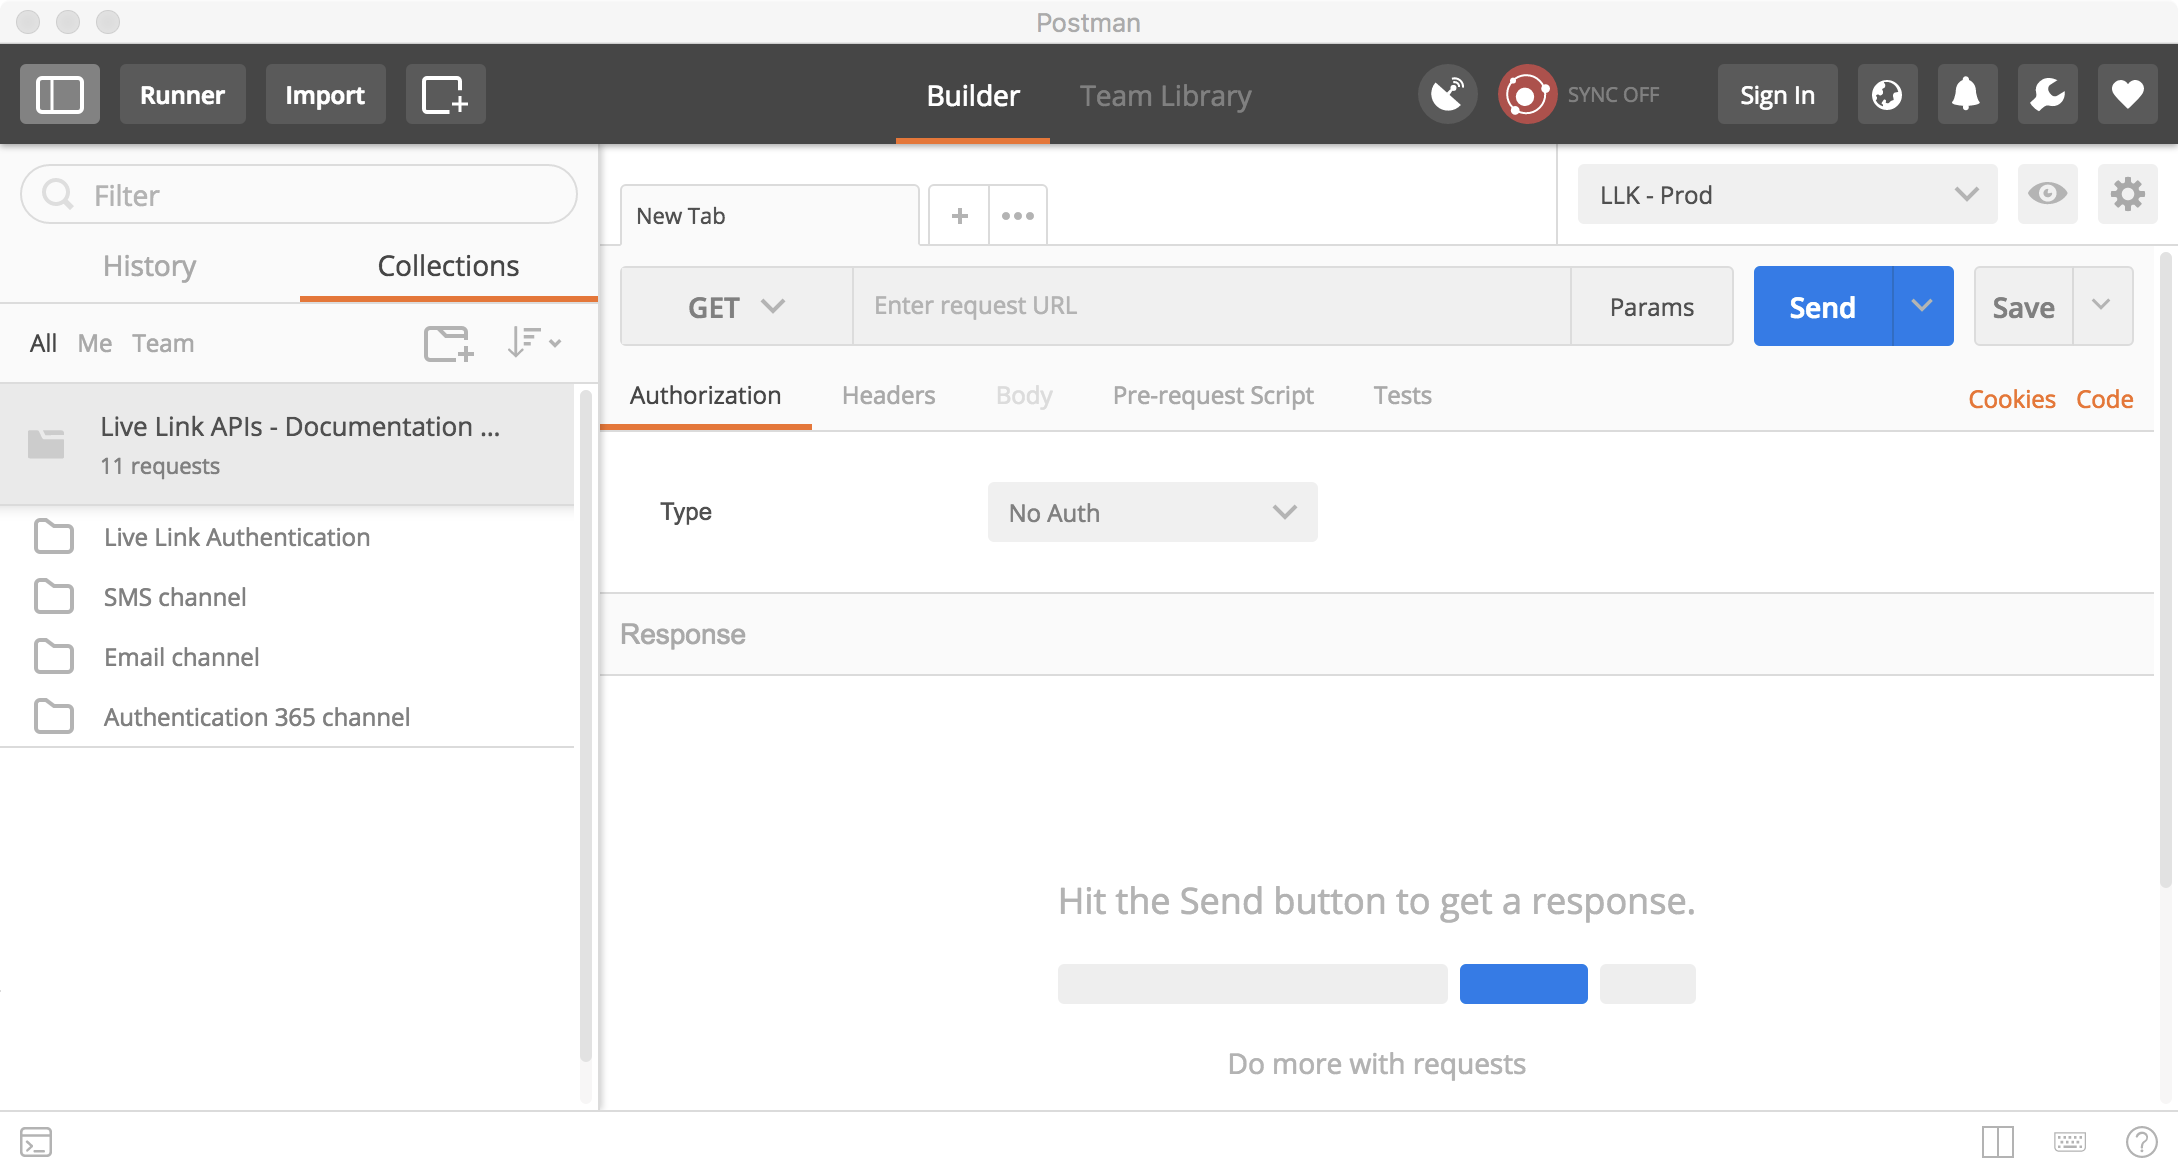 Postman
Runner
Import
Builder
Team Library
SYNC OFF
Sign In
Filter
History
Collections
All
Me
Team
Live Link APIs - Documentation ...
11 requests
Live Link Authentication
SMS channel
Email channel
Authentication 365 channel
New Tab
LLK - Prod
GET
Enter request URL
Params
Send
Save
Authorization
Headers
Body
Pre-request Script
Tests
Cookies
Code
Type
No Auth
Response
Hit the Send button to get a response.
Do more with requests